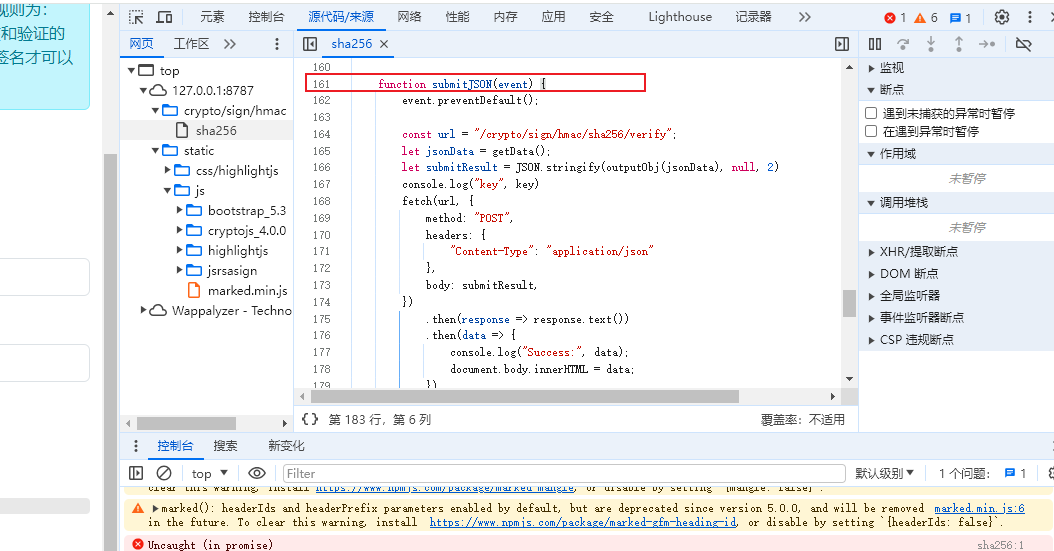 规则为：
和验证的
签名才可以
元素 控制台 源代码/来源 网络 性能 内存 应用 安全 Lighthouse 记录器 1 6 1
网页 工作区 sha256
top
127.0.0.1:8787
crypto/sign/hmac
sha256
static
css/highlightjs
js
bootstrap_5.3
cryptojs_4.0.0
highlightjs
jsrsasign
marked.min.js
Wappalyzer - Techno
160
161 function submitJSON(event) {
162 event.preventDefault();
163
164 const url = "/crypto/sign/hmac/sha256/verify";
165 let jsonData = getData();
166 let submitResult = JSON.stringify(outputObj(jsonData), null, 2)
167 console.log("key", key)
168 fetch(url, {
169 method: "POST",
170 headers: {
171 "Content-Type": "application/json"
172 },
173 body: submitResult,
174 })
175 .then(response => response.text())
176 .then(data => {
177 console.log("Success:", data);
178 document.body.innerHTML = data;
179 })
{} 第 183 行，第 6 列 覆盖率：不适用
监视
断点
遇到未捕获的异常时暂停
在遇到异常时暂停
作用域
未暂停
调用堆栈
未暂停
XHR/提取断点
DOM 断点
全局监听器
事件监听器断点
CSP 违规断点
控制台 搜索 新变化
top Filter 默认级别 1 个问题： 1
clear this warning, install https://www.npmjs.com/package/marked-mangle, or disable by setting `{mangle: false}`.
marked(): headerIds and headerPrefix parameters enabled by default, but are deprecated since version 5.0.0, and will be removed marked.min.js:6
in the future. To clear this warning, install https://www.npmjs.com/package/marked-gfm-heading-id, or disable by setting `{headerIds: false}`.
Uncaught (in promise) sha256:1